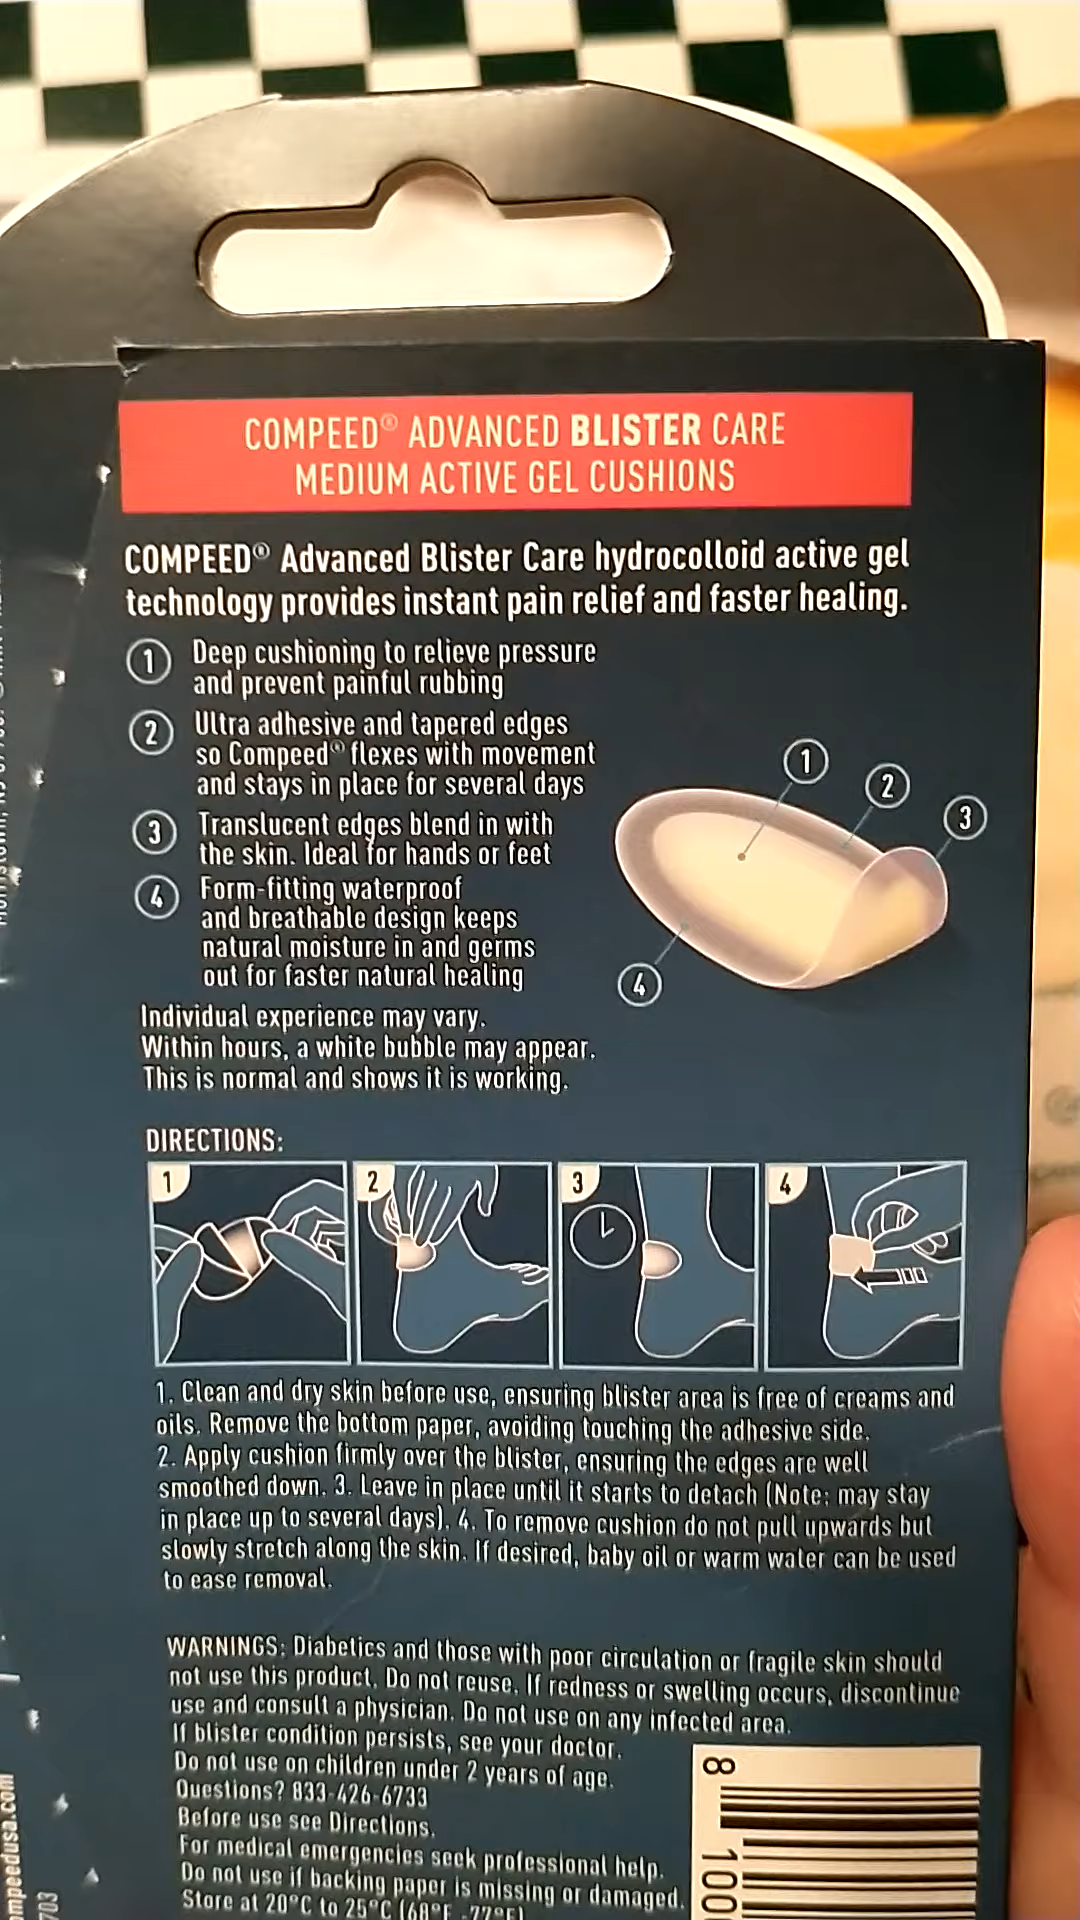 COMPEED® ADVANCED BLISTER CARE
MEDIUM ACTIVE GEL CUSHIONS
COMPEED® Advanced Blister Care hydrocolloid active gel
technology provides instant pain relief and faster healing.
1 Deep cushioning to relieve pressure
and prevent painful rubbing
2 Ultra adhesive and tapered edges
so Compeed® flexes with movement
and stays in place for several days
3 Translucent edges blend in with
the skin. Ideal for hands or feet
4 Form-fitting waterproof
and breathable design keeps
natural moisture in and germs
out for faster natural healing
1
2
3
4
Individual experience may vary.
Within hours, a white bubble may appear.
This is normal and shows it is working.
DIRECTIONS:
1 2 3 4
1. Clean and dry skin before use, ensuring blister area is free of creams and
oils. Remove the bottom paper, avoiding touching the adhesive side.
2. Apply cushion firmly over the blister, ensuring the edges are well
smoothed down. 3. Leave in place until it starts to detach (Note: may stay
in place up to several days). 4. To remove cushion do not pull upwards but
slowly stretch along the skin. If desired, baby oil or warm water can be used
to ease removal.
WARNINGS: Diabetics and those with poor circulation or fragile skin should
not use this product. Do not reuse. If redness or swelling occurs, discontinue
use and consult a physician. Do not use on any infected area.
If blister condition persists, see your doctor.
Do not use on children under 2 years of age.
Questions? 833-426-6733
Before use see Directions.
For medical emergencies seek professional help.
Do not use if backing paper is missing or damaged.
Store at 20°C to 25°C (68°F -77°F)
8 100
mpeedusa.com
703